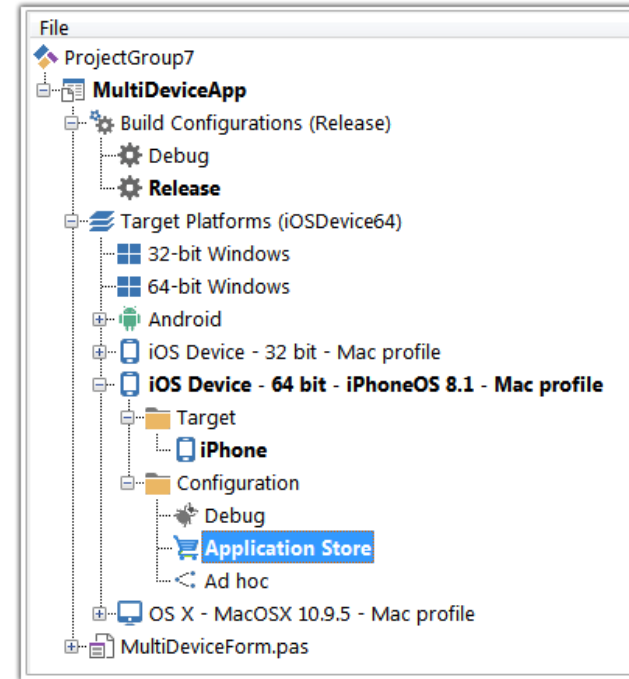 File
ProjectGroup7
MultiDeviceApp
Build Configurations (Release)
Debug
Release
Target Platforms (iOSDevice64)
32-bit Windows
64-bit Windows
Android
iOS Device - 32 bit - Mac profile
iOS Device - 64 bit - iPhoneOS 8.1 - Mac profile
Target
iPhone
Configuration
Debug
Application Store
Ad hoc
OS X - MacOSX 10.9.5 - Mac profile
MultiDeviceForm.pas